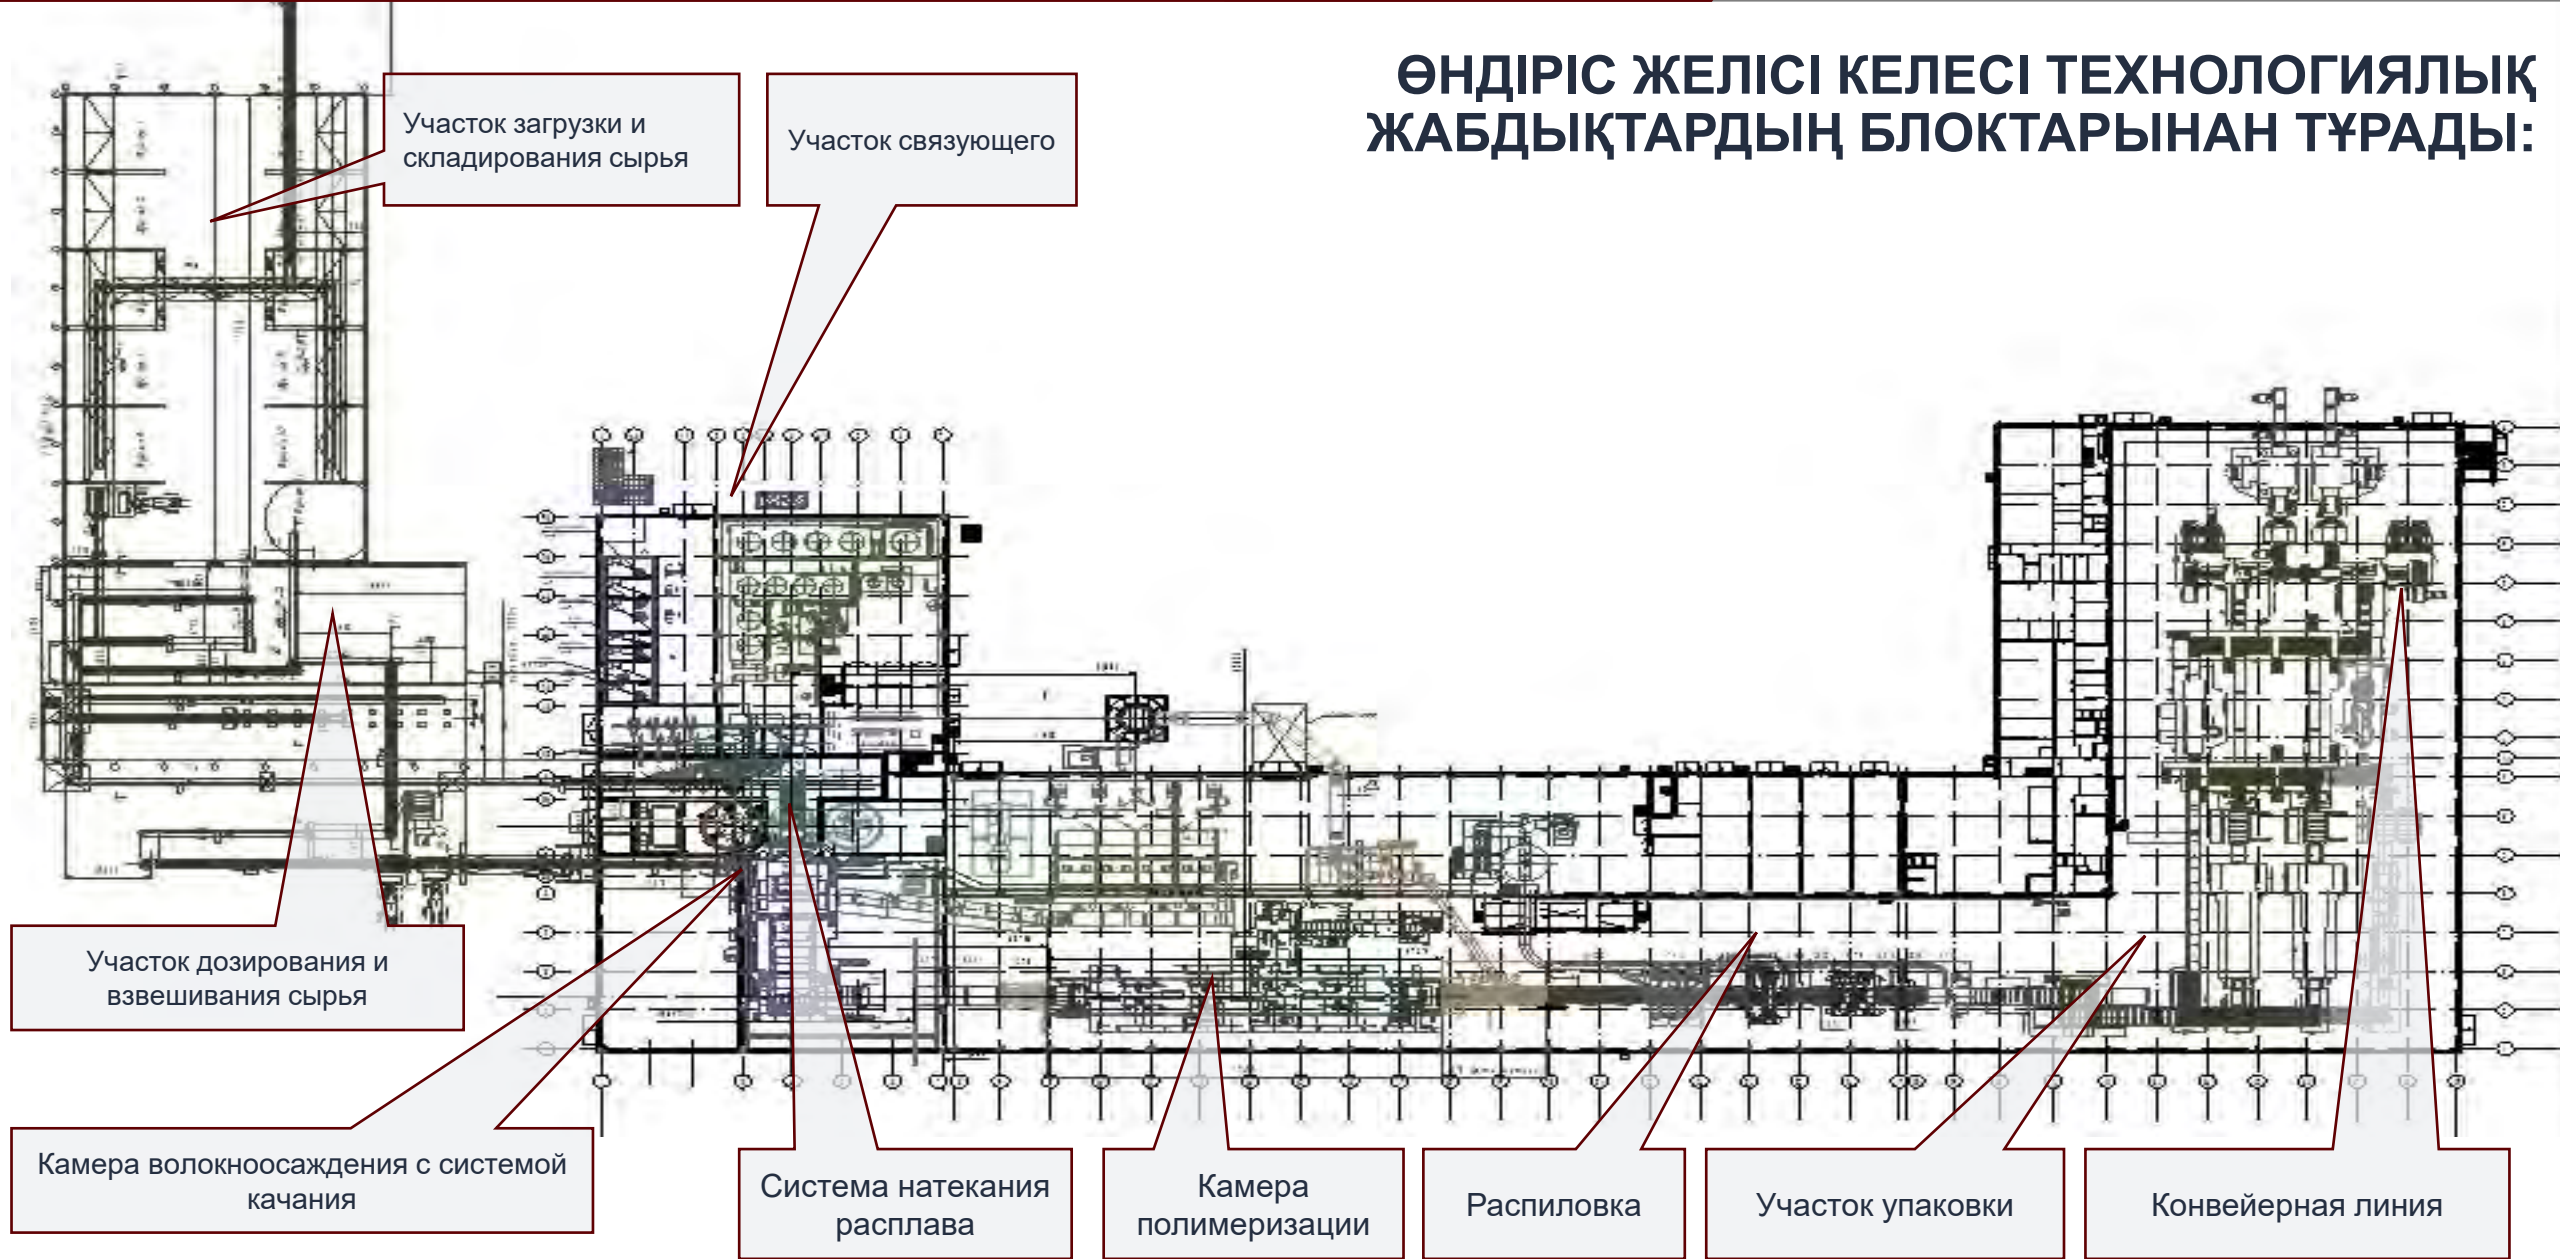 ӨНДІРІС ЖЕЛІСІ КЕЛЕСІ ТЕХНОЛОГИЯЛЫҚ
ЖАБДЫҚТАРДЫҢ БЛОКТАРЫНАН ТҰРАДЫ:
Участок загрузки и
складирования сырья
Участок связующего
Участок дозирования и
взвешивания сырья
Камера волокноосаждения с системой
качания
Система натекания
расплава
Камера
полимеризации
Распиловка
Участок упаковки
Конвейерная линия